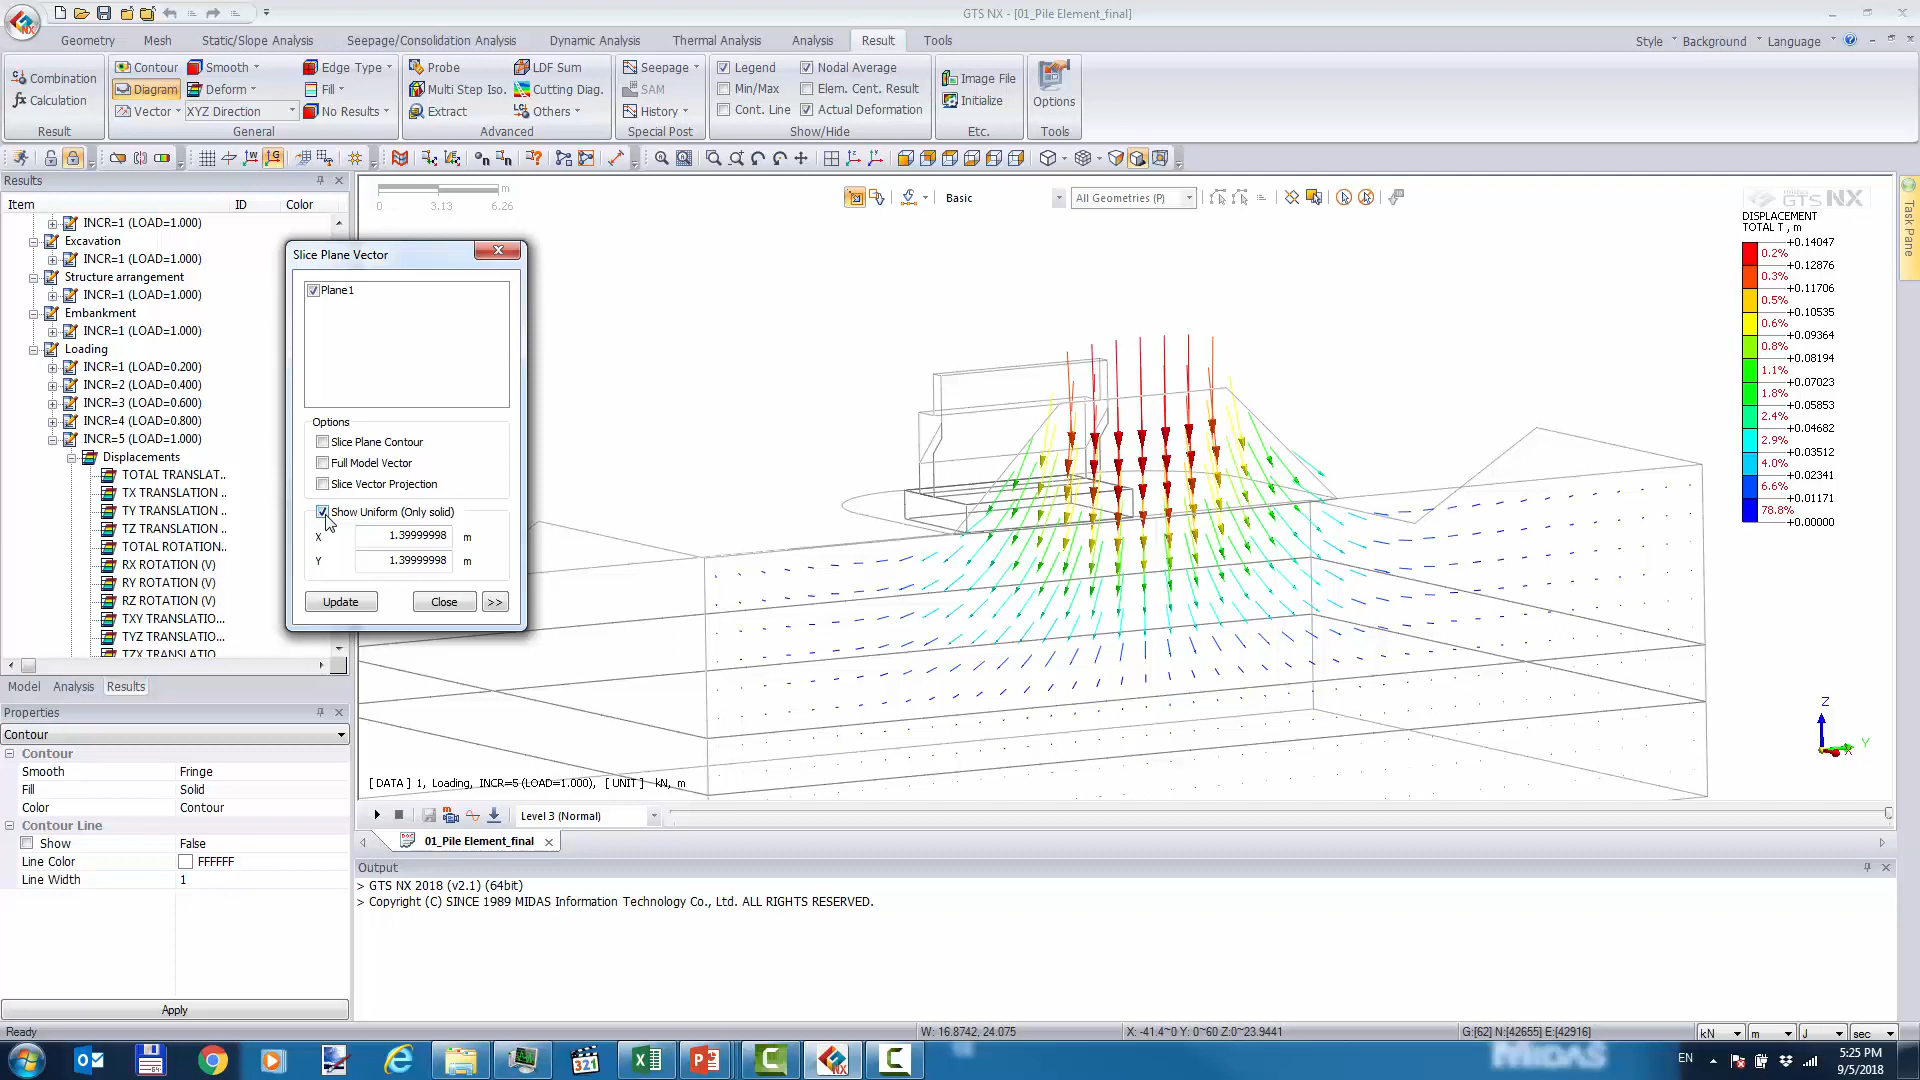 GTS NX - [01_Pile Element_final]
Geometry Mesh Static/Slope Analysis Seepage/Consolidation Analysis Dynamic Analysis Thermal Analysis Analysis Result Tools
Style Background Language
Combination
Calculation
Result
Contour Smooth Edge Type
Diagram Deform Fill
Vector XYZ Direction No Results
General
Probe LDF Sum
Multi Step Iso. Cutting Diag.
Extract Others
Advanced
Seepage
SAM
History
Special Post
Legend Nodal Average
Min/Max Elem. Cent. Result
Cont. Line Actual Deformation
Show/Hide
Image File
Initialize
Etc.
Options
Tools
Results
Item ID Color
INCR=1 (LOAD=1.000)
Excavation
INCR=1 (LOAD=1.000)
Structure arrangement
INCR=1 (LOAD=1.000)
Embankment
INCR=1 (LOAD=1.000)
Loading
INCR=1 (LOAD=0.200)
INCR=2 (LOAD=0.400)
INCR=3 (LOAD=0.600)
INCR=4 (LOAD=0.800)
INCR=5 (LOAD=1.000)
Displacements
TOTAL TRANSLAT..
TX TRANSLATION ..
TY TRANSLATION ..
TZ TRANSLATION ..
TOTAL ROTATION..
RX ROTATION (V)
RY ROTATION (V)
RZ ROTATION (V)
TXY TRANSLATIO...
TYZ TRANSLATIO...
TZX TRANSLATIO
Model Analysis Results
Properties
Contour
Contour
Smooth Fringe
Fill Solid
Color Contour
Contour Line
Show False
Line Color FFFFFF
Line Width 1
Apply
Slice Plane Vector
Plane1
Options
Slice Plane Contour
Full Model Vector
Slice Vector Projection
Show Uniform (Only solid)
X 1.39999998 m
Y 1.39999998 m
Update Close >>
m
0 3.13 6.26
Basic All Geometries (P)
GTS NX
DISPLACEMENT
TOTAL T , m
+0.14047
0.2%
+0.12876
0.3%
+0.11706
0.5%
+0.10535
0.6%
+0.09364
0.8%
+0.08194
1.1%
+0.07023
1.8%
+0.05853
2.4%
+0.04682
2.9%
+0.03512
4.0%
+0.02341
6.6%
+0.01171
78.8%
+0.00000
Task Pane
Z
Y
X
[ DATA ] 1, Loading, INCR=5 (LOAD=1.000), [ UNIT ] kN, m
Level 3 (Normal)
01_Pile Element_final
Output
> GTS NX 2018 (v2.1) (64bit)
> Copyright (C) SINCE 1989 MIDAS Information Technology Co., Ltd. ALL RIGHTS RESERVED.
Ready
W: 16.8742, 24.075
X: -41.4~0 Y: 0~60 Z:0~23.9441
G:[62] N:[42655] E:[42916]
kN m J sec
MIDAS
EN
5:25 PM
9/5/2018